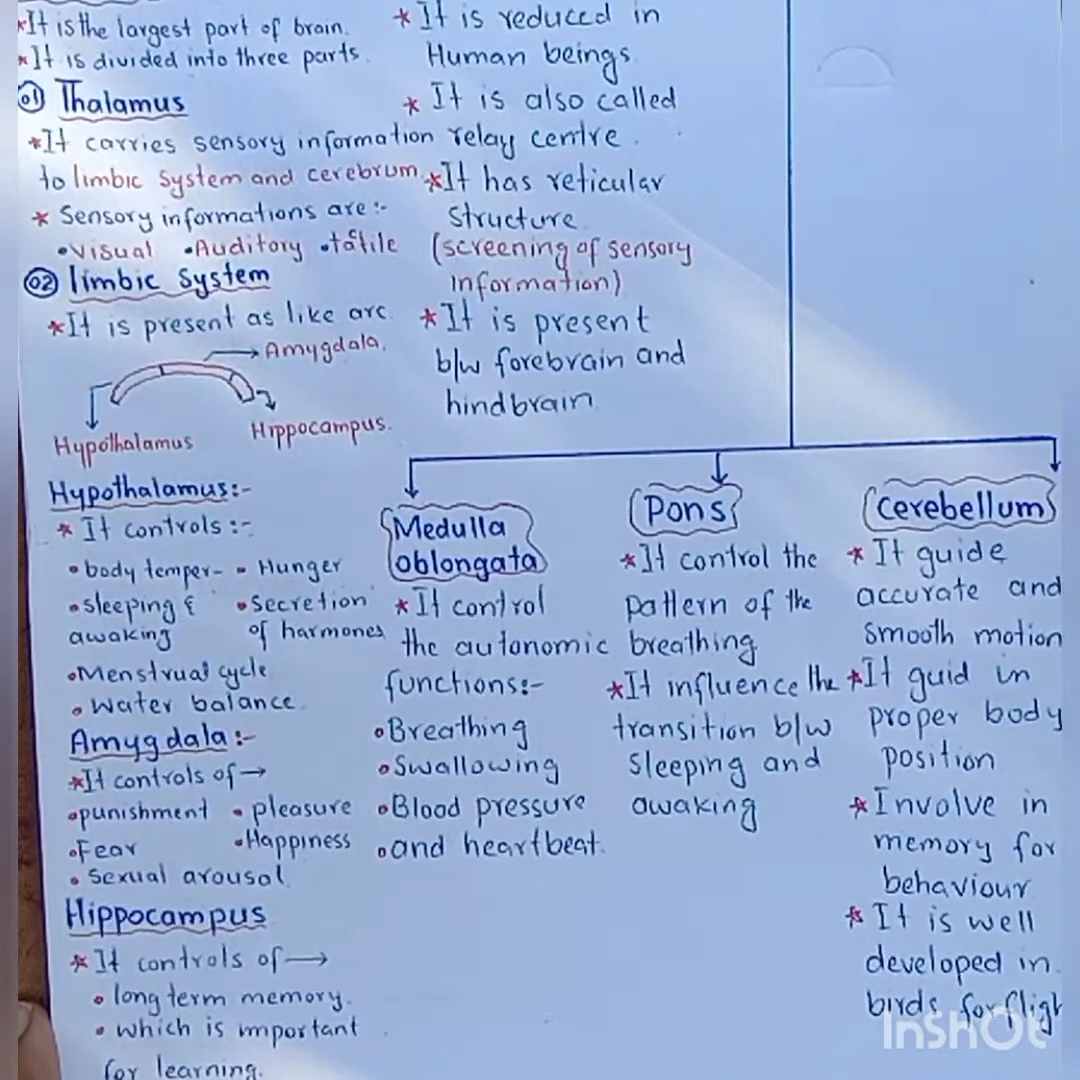 *It is the largest part of brain.
*It is divided into three parts.
01 Thalamus
*It carries sensory information
to limbic system and cerebrum
* Sensory informations are:-
•Visual •Auditory •tactile
02 limbic system
*It is present as like arc
Amygdala.
Hypothalamus
Hippocampus.
Hypothalamus:-
* It controls :-
•body temper- • Hunger
•sleeping & •secretion
awaking of harmones
•Menstrual cycle
• Water balance
Amygdala:-
*It controls of→
•punishment • pleasure
•Fear •Happiness
• Sexual arousal
Hippocampus
*It controls of→
• long term memory.
• which is important
for learning.
* It is reduced in
Human beings
* It is also called
relay centre.
*It has reticular
structure
(screening of sensory
information)
*It is present
b/w forebrain and
hindbrain.
Medulla
oblongata
*It control
the autonomic
functions:-
•Breathing
•Swallowing
•Blood pressure
•and heartbeat.
Pons
*It control the
pattern of the
breathing
*It influence the
transition b/w
sleeping and
awaking
Cerebellum
* It guide
accurate and
smooth motion
*It guid in
proper body
position
*Involve in
memory for
behaviour
* It is well
developed in
birds for fligh
InShOt